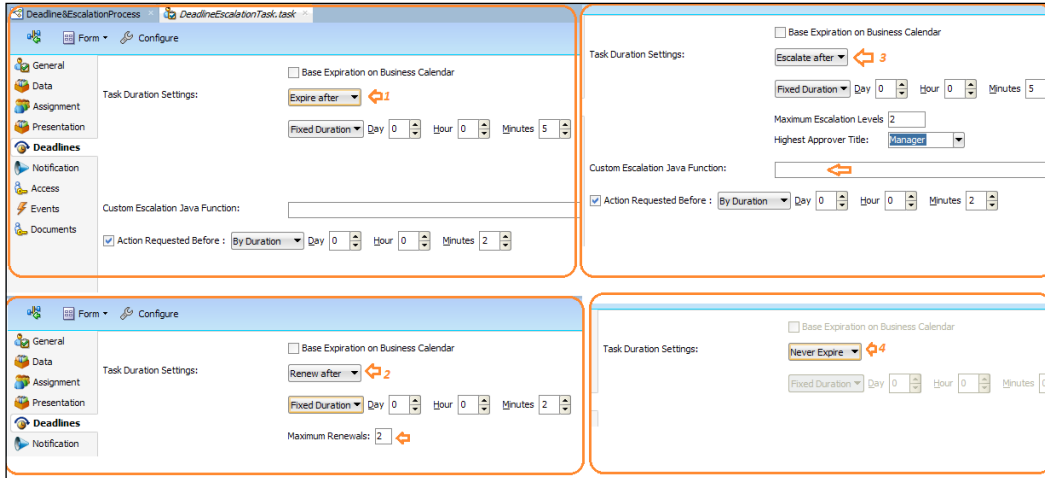 Deadline&EscalationProcess DeadlineEscalationTask.task
Form Configure
General
Data
Assignment
Presentation
Deadlines
Notification
Access
Events
Documents
Base Expiration on Business Calendar
Task Duration Settings:
Expire after 1
Fixed Duration Day 0 Hour 0 Minutes 5
Custom Escalation Java Function:
Action Requested Before : By Duration Day 0 Hour 0 Minutes 2
Base Expiration on Business Calendar
Task Duration Settings:
Escalate after 3
Fixed Duration Day 0 Hour 0 Minutes 5
Maximum Escalation Levels 2
Highest Approver Title: Manager
Custom Escalation Java Function:
Action Requested Before : By Duration Day 0 Hour 0 Minutes 2
Form Configure
General
Data
Assignment
Presentation
Deadlines
Notification
Base Expiration on Business Calendar
Task Duration Settings:
Renew after 2
Fixed Duration Day 0 Hour 0 Minutes 2
Maximum Renewals: 2
Base Expiration on Business Calendar
Task Duration Settings:
Never Expire 4
Fixed Duration Day 0 Hour 0 Minutes 0